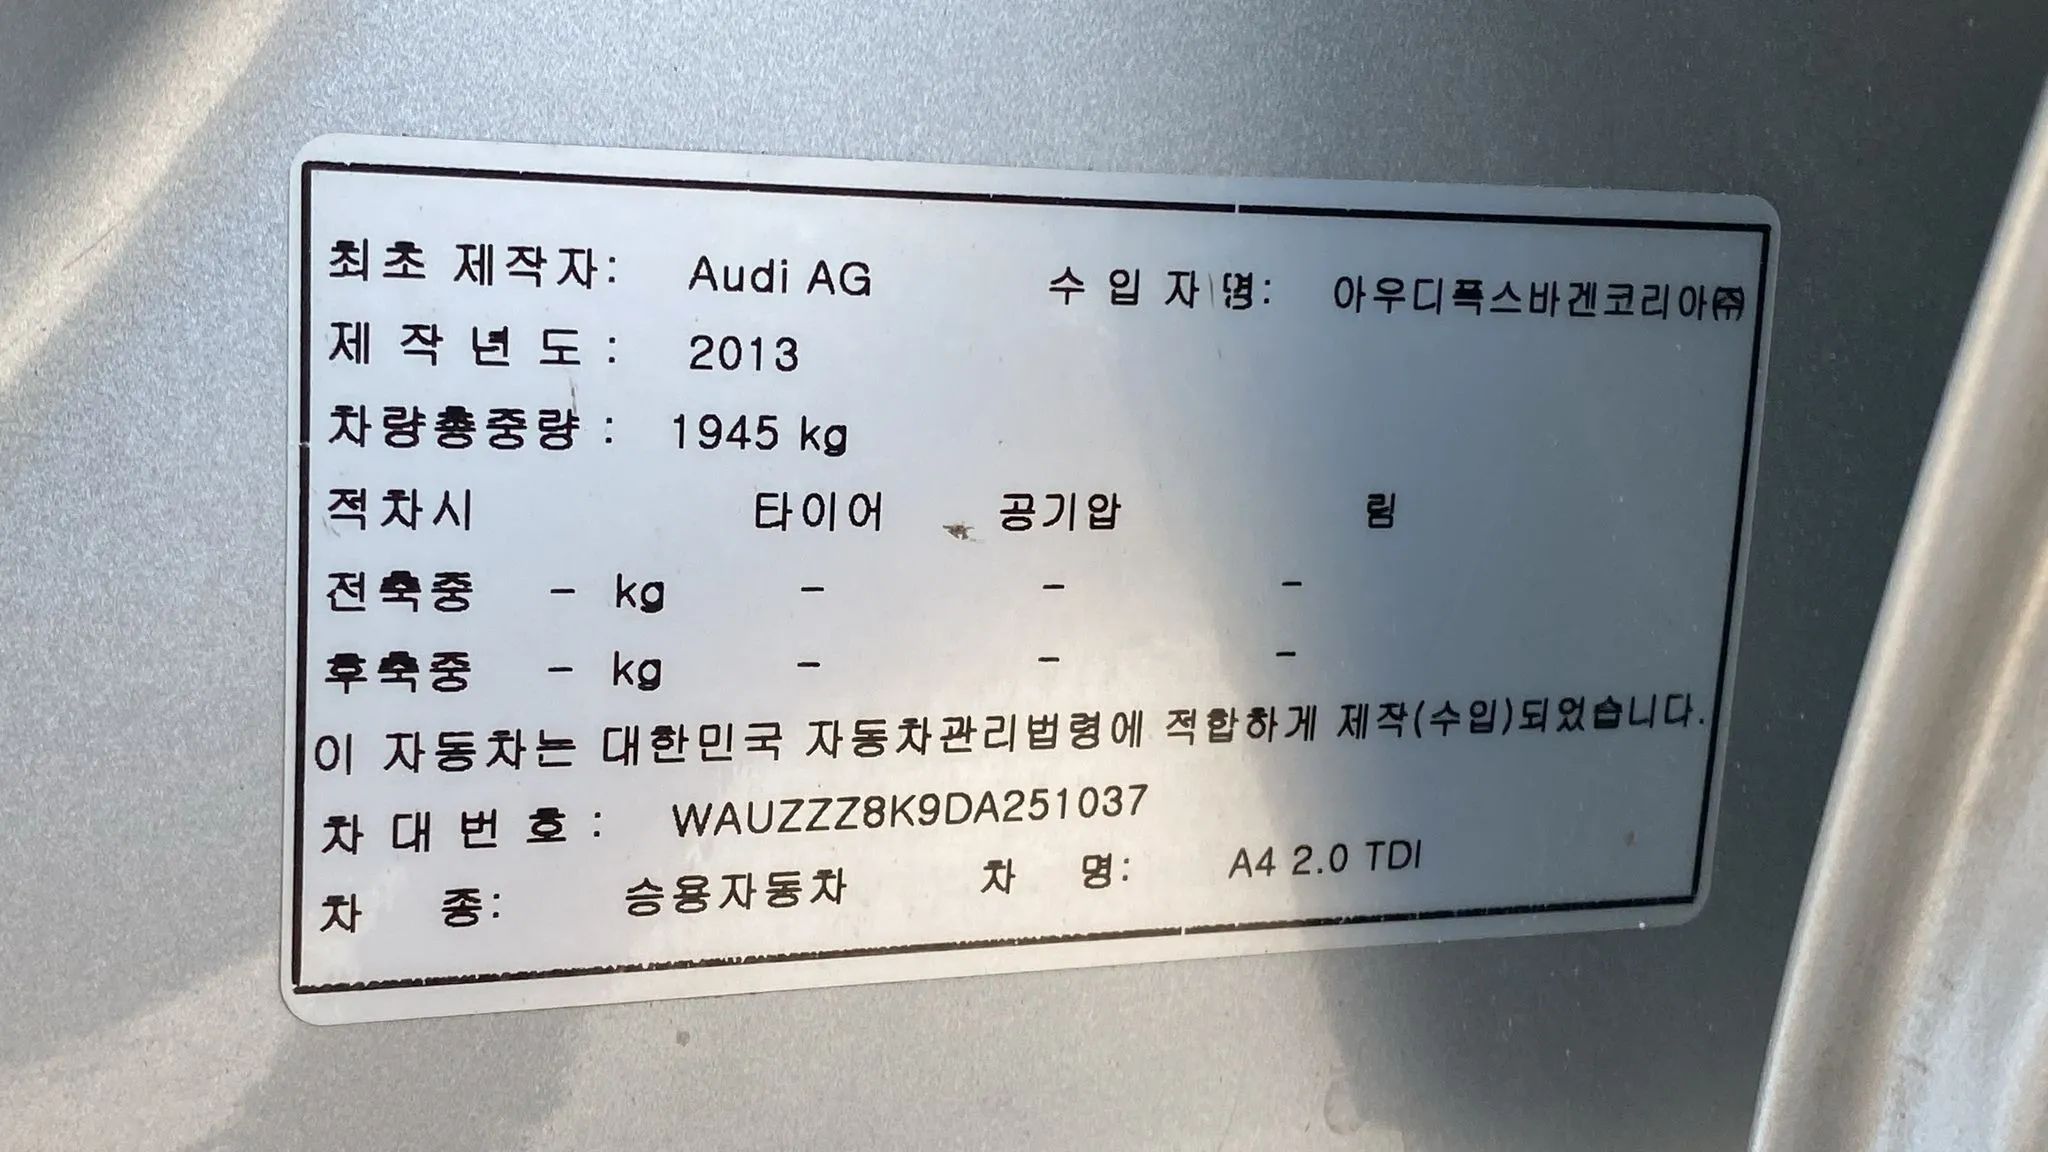 최초 제작자: Audi AG 수 입 자 명: 아우디폭스바겐코리아㈜
제 작 년 도 : 2013
차량총중량 : 1945 kg
적차시 타이어 공기압 림
전축중 - kg - - -
후축중 - kg - - -
이 자동차는 대한민국 자동차관리법령에 적합하게 제작(수입)되었습니다.
차 대 번 호 : WAUZZZ8K9DA251037
차 종: 승용자동차 차 명: A4 2.0 TDI